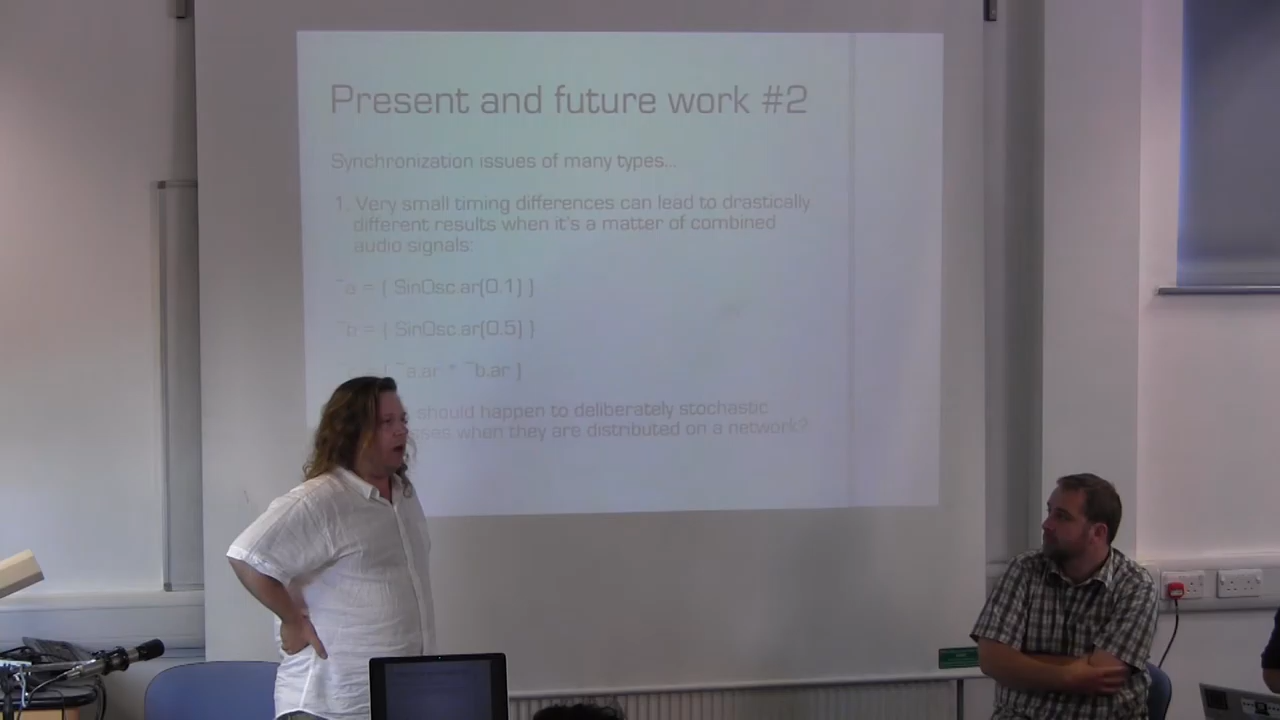 Present and future work #2
Synchronization issues of many types...
1. Very small timing differences can lead to drastically
different results when it's a matter of combined
audio signals:
~a = { SinOsc.ar(0.1) }
~b = { SinOsc.ar(0.5) }
{ ~a.ar * ~b.ar }
should happen to deliberately stochastic
when they are distributed on a network?